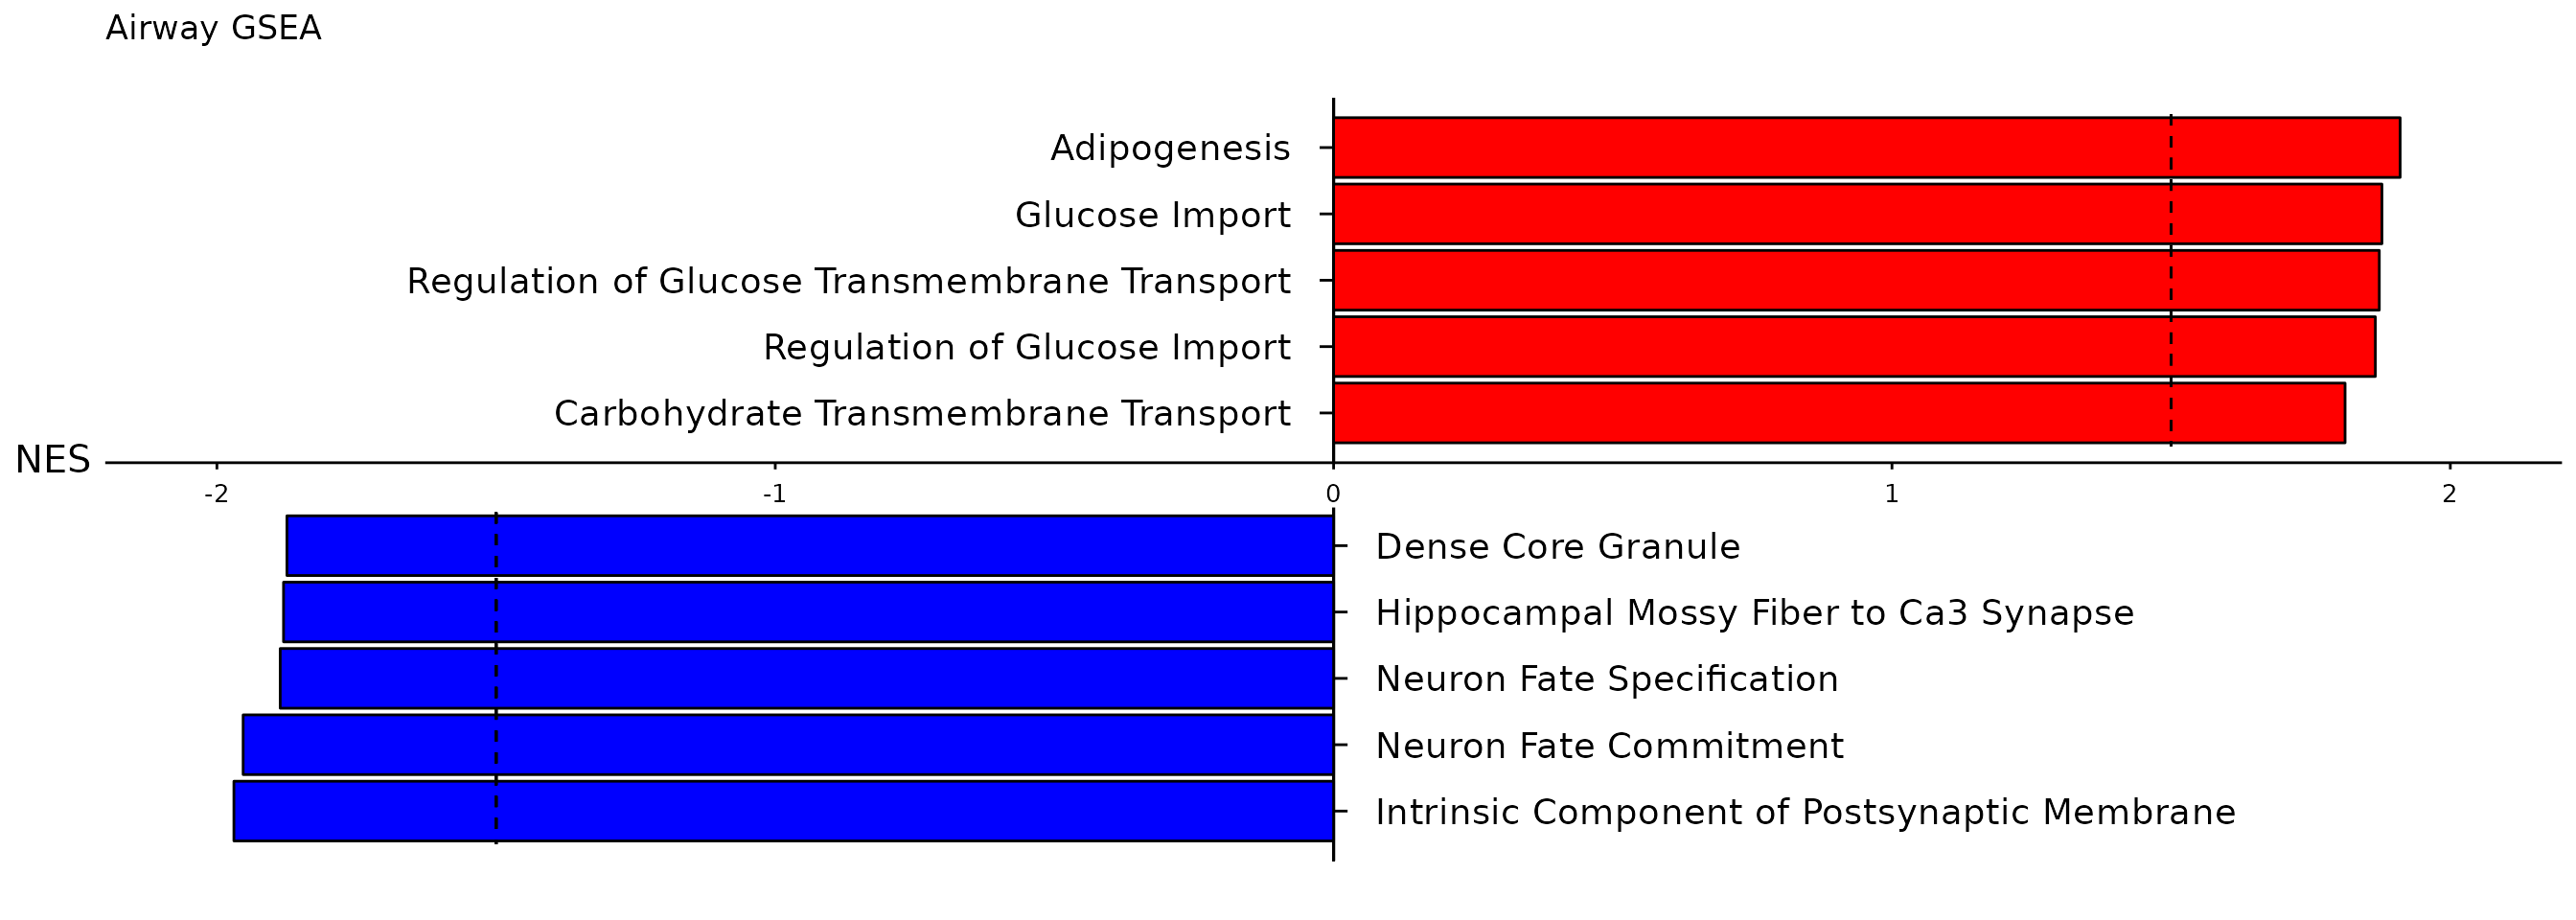 Airway GSEA
Adipogenesis
Glucose Import
Regulation of Glucose Transmembrane Transport
Regulation of Glucose Import
Carbohydrate Transmembrane Transport
NES
-2 -1 0 1 2
Dense Core Granule
Hippocampal Mossy Fiber to Ca3 Synapse
Neuron Fate Specification
Neuron Fate Commitment
Intrinsic Component of Postsynaptic Membrane